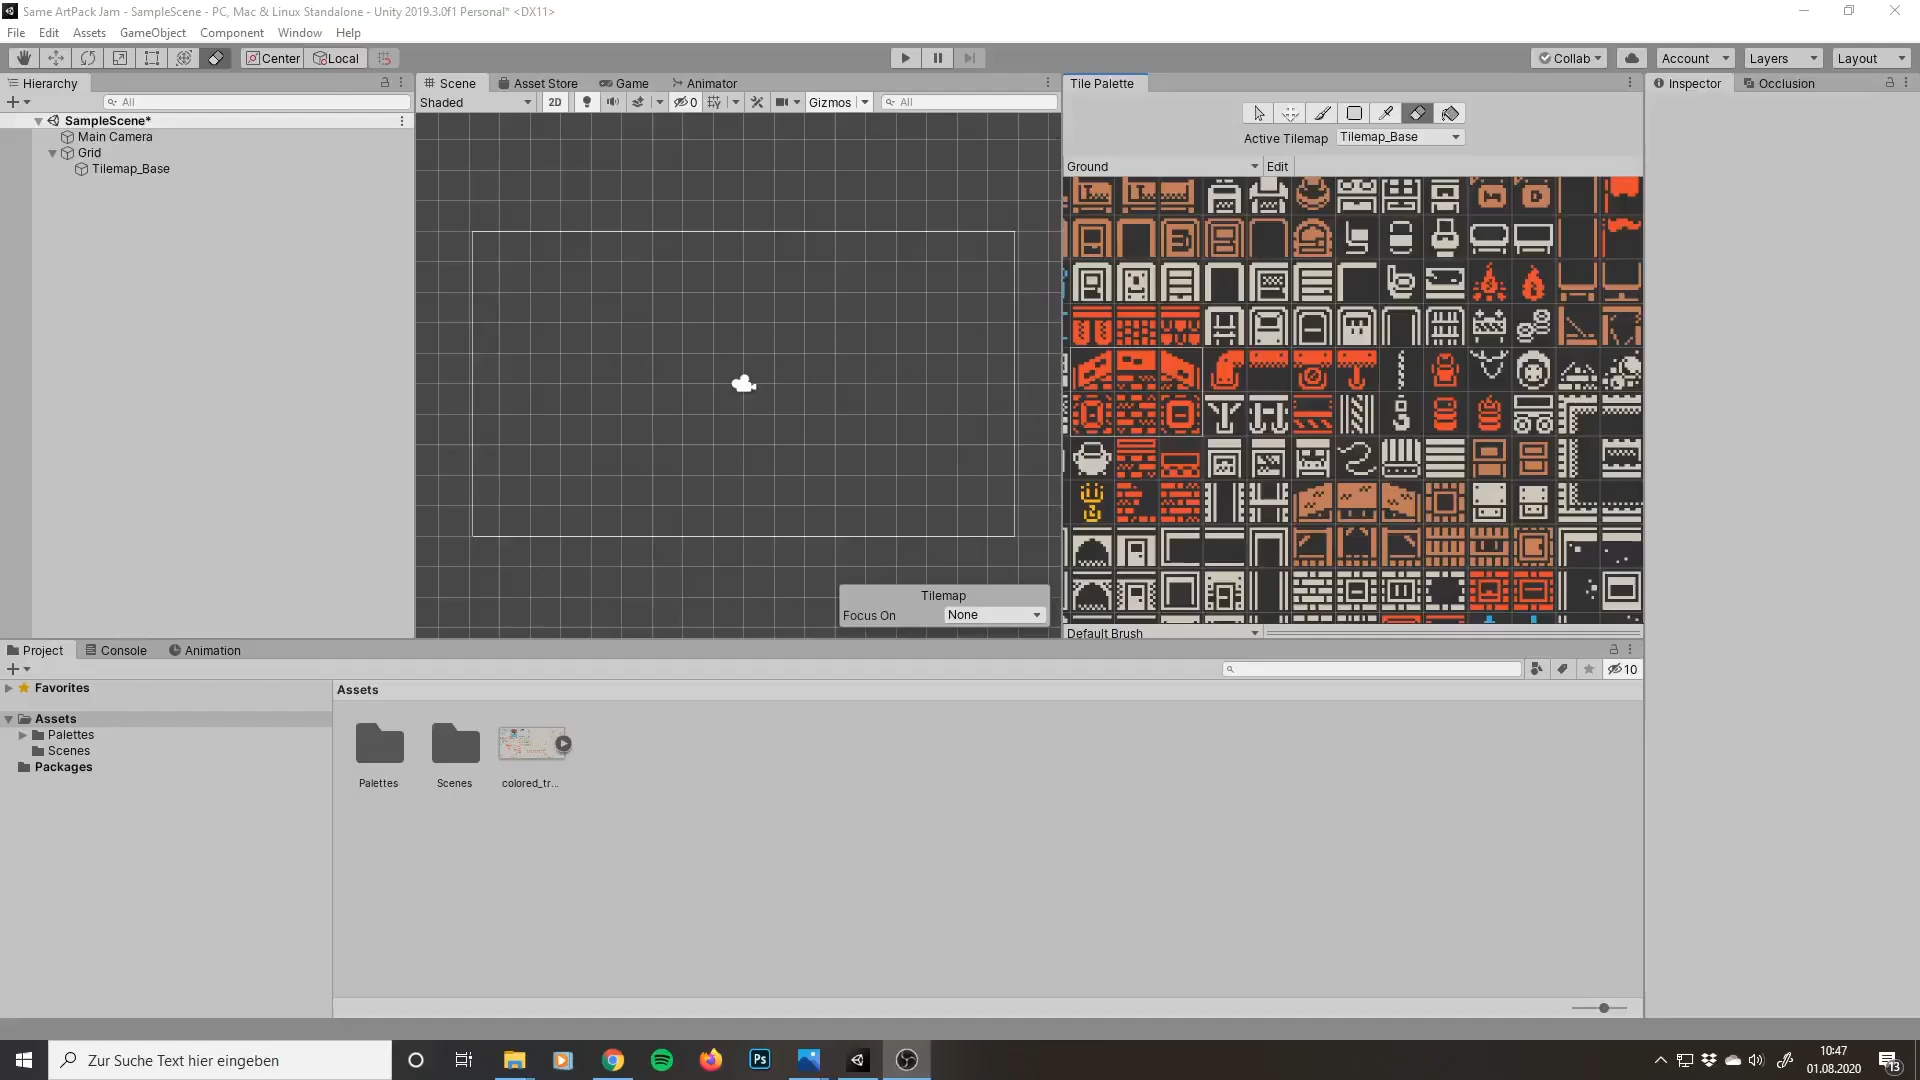 Same ArtPack Jam - SampleScene - PC, Mac & Linux Standalone - Unity 2019.3.0f1 Personal* <DX11>
File Edit Assets GameObject Component Window Help
Center Local Collab Account Layers Layout
Hierarchy Scene Asset Store Game Animator Tile Palette Inspector Occlusion
All Shaded 2D 0 Gizmos All
SampleScene*
Main Camera
Grid
Tilemap_Base
Active Tilemap Tilemap_Base
Ground Edit
Tilemap
Focus On None
Default Brush
Project Console Animation
10
Favorites
Assets
Palettes
Scenes
Packages
Assets
Palettes Scenes colored_tr...
Zur Suche Text hier eingeben
Ps
10:47
01.08.2020
13